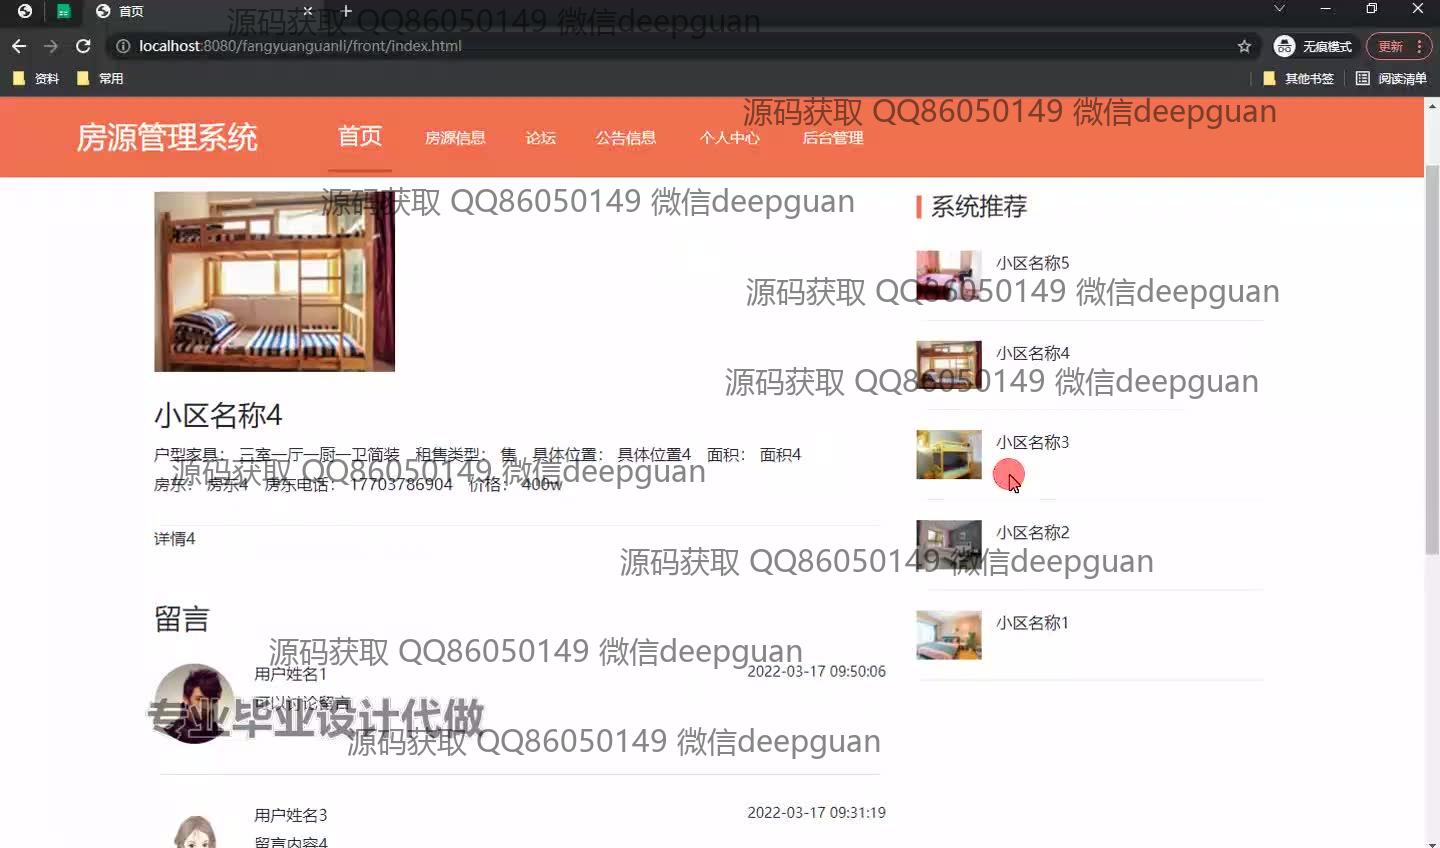 首页
源码获取 QQ86050149 微信deepguan
localhost:8080/fangyuanguanli/front/index.html
无痕模式
更新
资料
常用
其他书签
阅读清单
源码获取 QQ86050149 微信deepguan
房源管理系统
首页
房源信息
论坛
公告信息
个人中心
后台管理
源码获取 QQ86050149 微信deepguan
系统推荐
小区名称5
源码获取 QQ86050149 微信deepguan
小区名称4
源码获取 QQ86050149 微信deepguan
小区名称3
小区名称2
小区名称1
小区名称4
户型家具： 三室一厅一厨一卫简装 租售类型： 售 具体位置： 具体位置4 面积： 面积4
源码获取 QQ86050149 微信deepguan
房东： 房东4 房东电话： 17703786904 价格： 400w
详情4
源码获取 QQ86050149 微信deepguan
留言
源码获取 QQ86050149 微信deepguan
用户姓名1
2022-03-17 09:50:06
可以讨论留言
专业毕业设计代做
源码获取 QQ86050149 微信deepguan
用户姓名3
2022-03-17 09:31:19
留言内容4